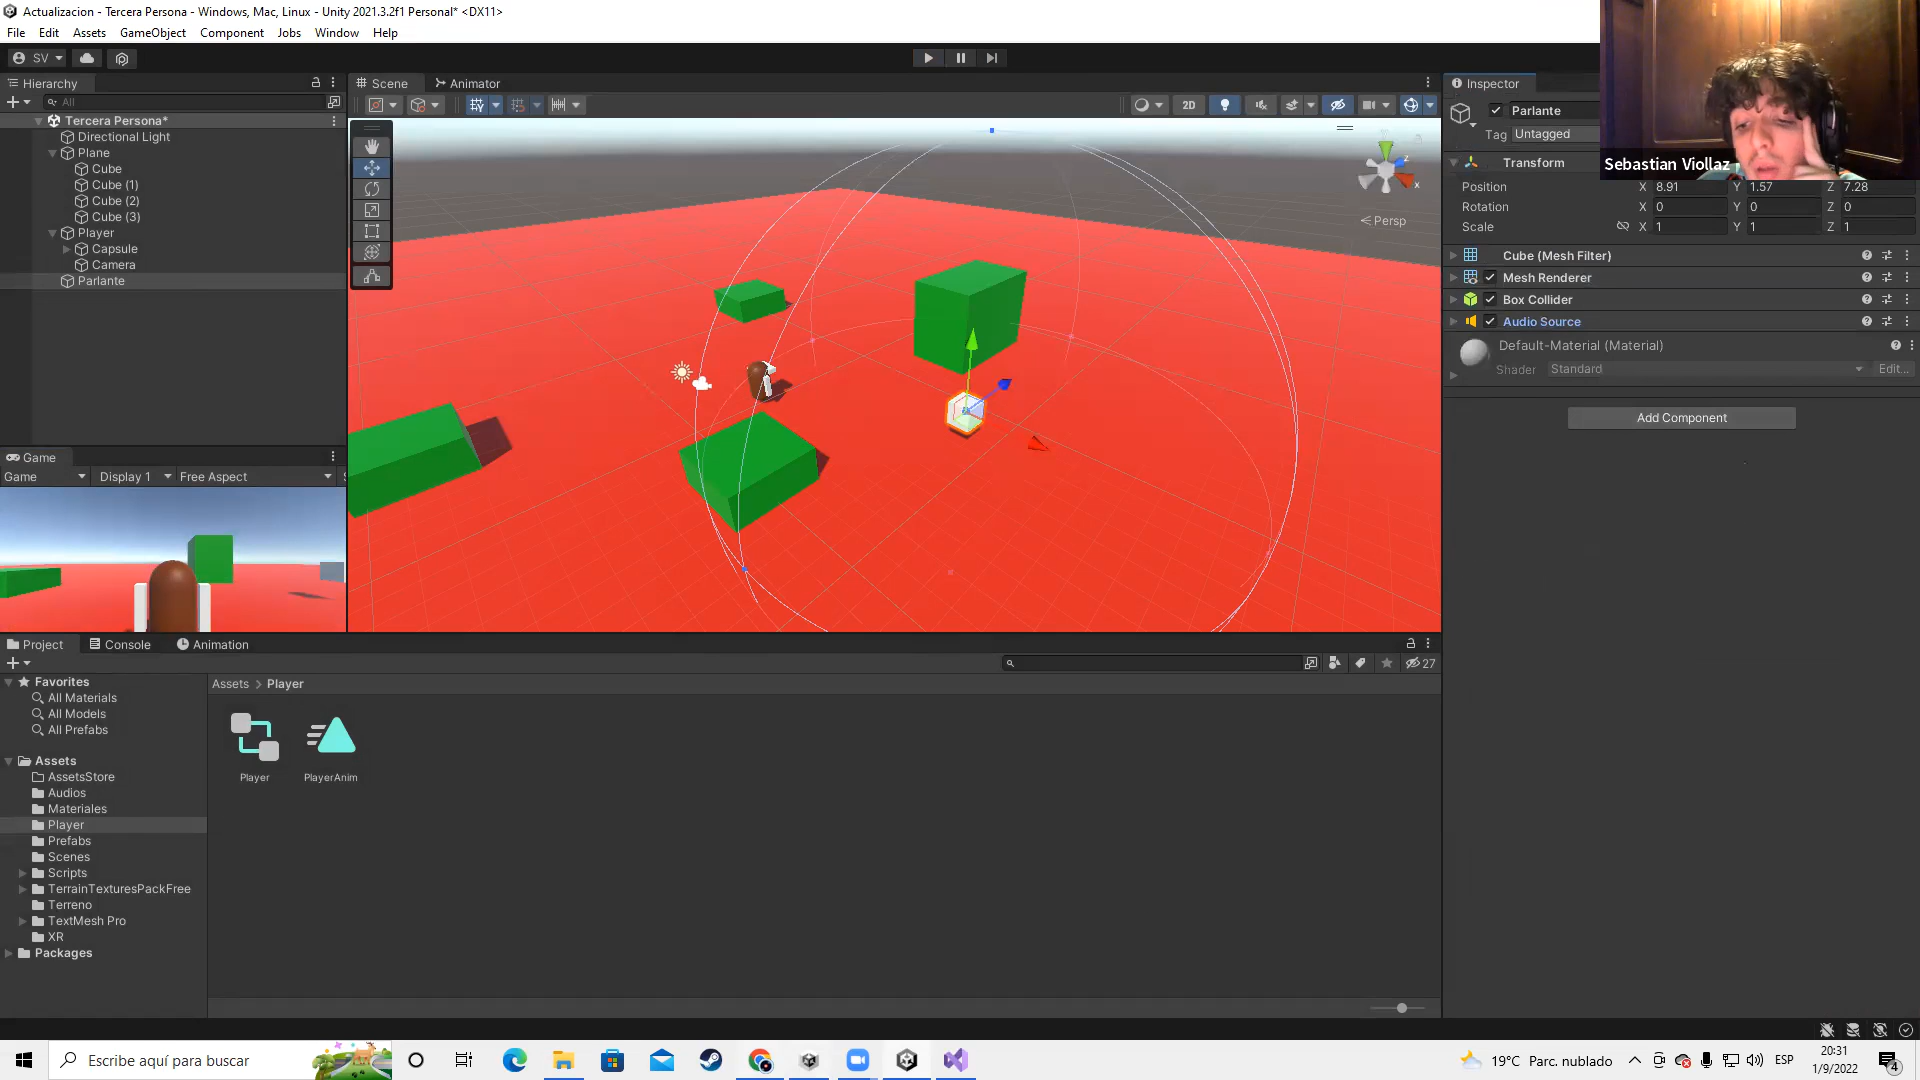 Actualizacion - Tercera Persona - Windows, Mac, Linux - Unity 2021.3.2f1 Personal* <DX11>
File Edit Assets GameObject Component Jobs Window Help
SV
Hierarchy
All
Tercera Persona*
Directional Light
Plane
Cube
Cube (1)
Cube (2)
Cube (3)
Player
Capsule
Camera
Parlante
Scene Animator
2D
Persp
x
z
Game
Game Display 1 Free Aspect
Inspector
Parlante
Tag Untagged
Sebastian Viollaz
Transform
Position X 8.91 Y 1.57 Z 7.28
Rotation X 0 Y 0 Z 0
Scale X 1 Y 1 Z 1
Cube (Mesh Filter)
Mesh Renderer
Box Collider
Audio Source
Default-Material (Material)
Shader Standard Edit...
Add Component
Project Console Animation
27
Favorites
All Materials
All Models
All Prefabs
Assets
AssetsStore
Audios
Materiales
Player
Prefabs
Scenes
Scripts
TerrainTexturesPackFree
Terreno
TextMesh Pro
XR
Packages
Assets > Player
Player
PlayerAnim
Escribe aquí para buscar
19°C Parc. nublado
ESP
20:31
1/9/2022
4